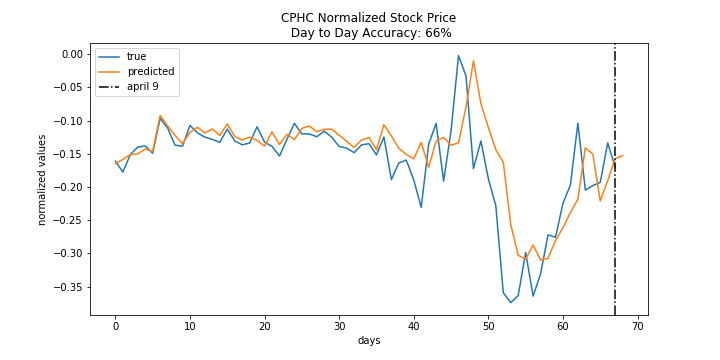 CPHC Normalized Stock Price
Day to Day Accuracy: 66%
true
predicted
april 9
0.00
−0.05
−0.10
−0.15
−0.20
−0.25
−0.30
−0.35
normalized values
0
10
20
30
40
50
60
70
days